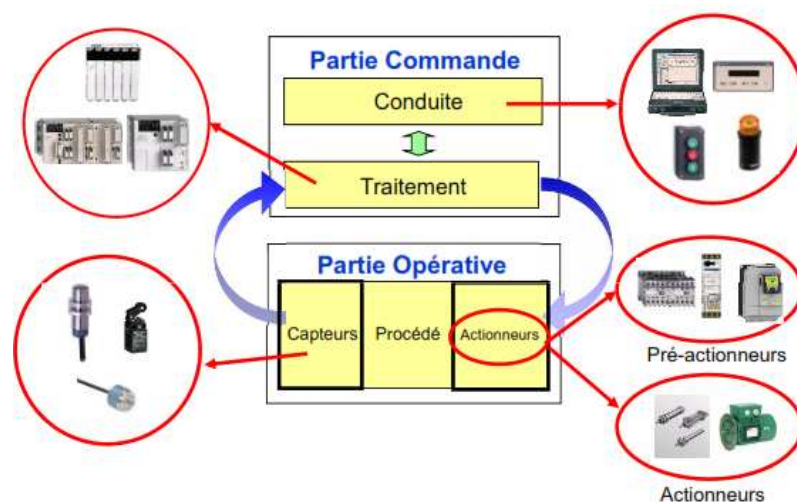 Partie Commande
Conduite
Traitement
Partie Opérative
Capteurs
Procédé
Actionneurs
Pré-actionneurs
Actionneurs